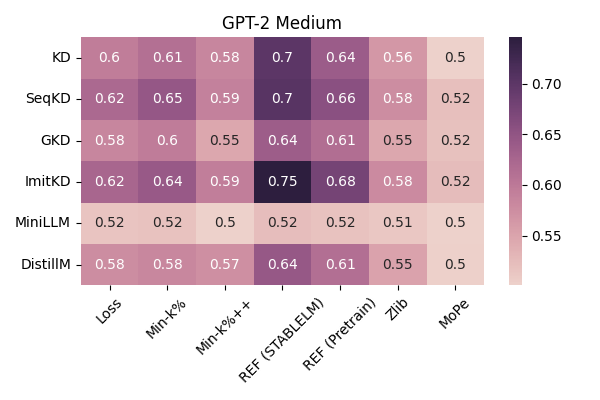 GPT-2 Medium
KD 0.6 0.61 0.58 0.7 0.64 0.56 0.5
SeqKD 0.62 0.65 0.59 0.7 0.66 0.58 0.52
GKD 0.58 0.6 0.55 0.64 0.61 0.55 0.52
ImitKD 0.62 0.64 0.59 0.75 0.68 0.58 0.52
MiniLLM 0.52 0.52 0.5 0.52 0.52 0.51 0.5
DistillM 0.58 0.58 0.57 0.64 0.61 0.55 0.5
Loss Min-k% Min-k%++ REF (STABLELM) REF (Pretrain) Zlib MoPe
0.70
0.65
0.60
0.55